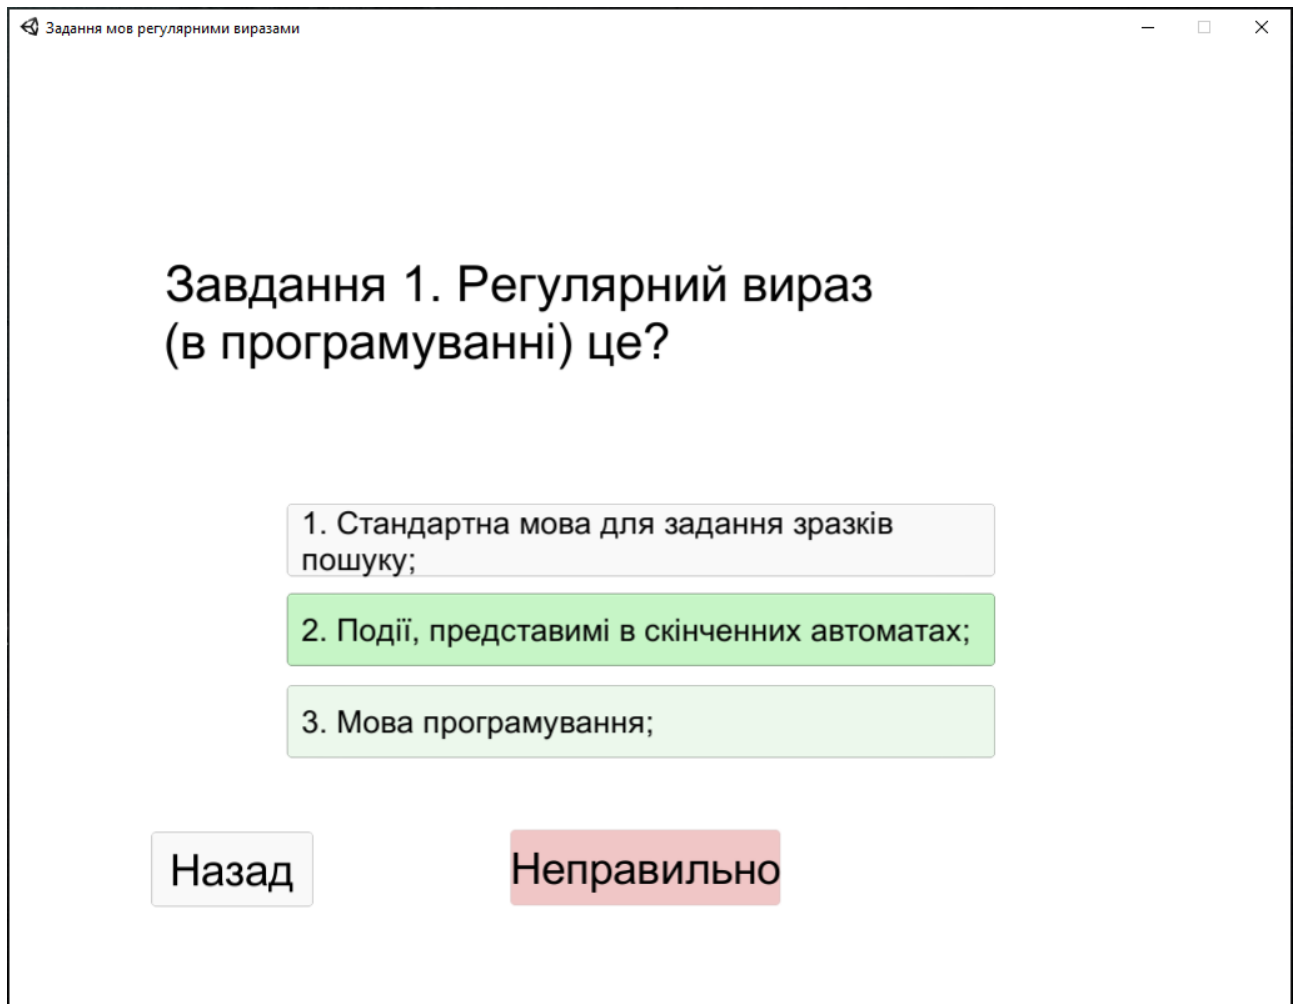 Задання мов регулярними виразами
Завдання 1. Регулярний вираз
(в програмуванні) це?
1. Стандартна мова для задання зразків
пошуку;
2. Події, представимі в скінченних автоматах;
3. Мова програмування;
Назад
Неправильно